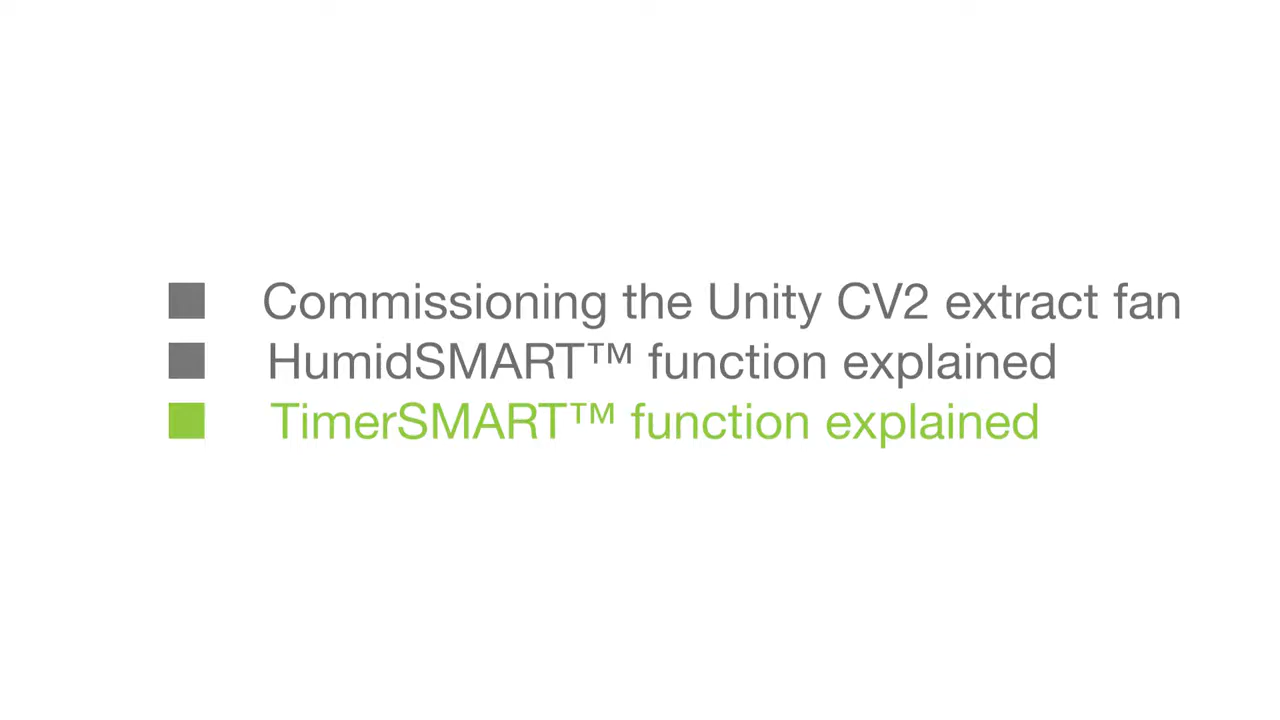 Commissioning the Unity CV2 extract fan
HumidSMART™ function explained
TimerSMART™ function explained